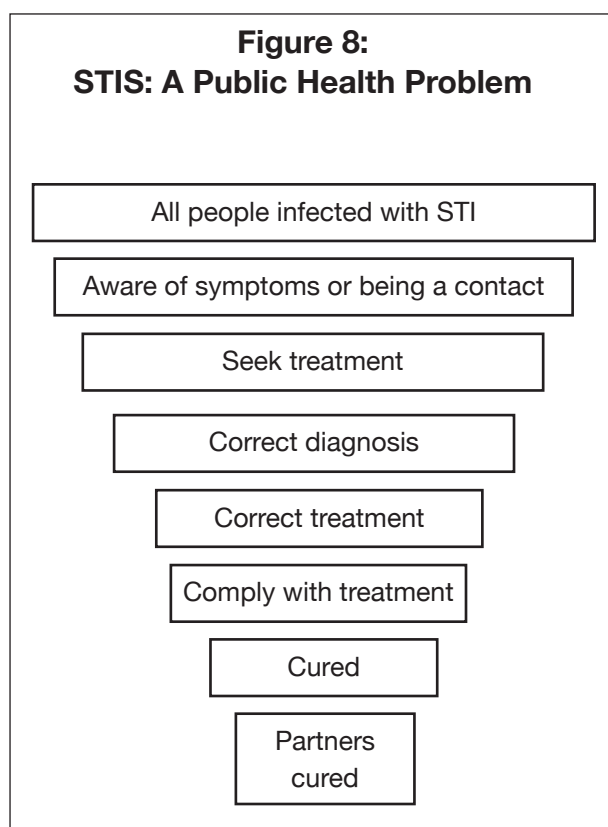 Figure 8:
STIS: A Public Health Problem
All people infected with STI
Aware of symptoms or being a contact
Seek treatment
Correct diagnosis
Correct treatment
Comply with treatment
Cured
Partners
cured